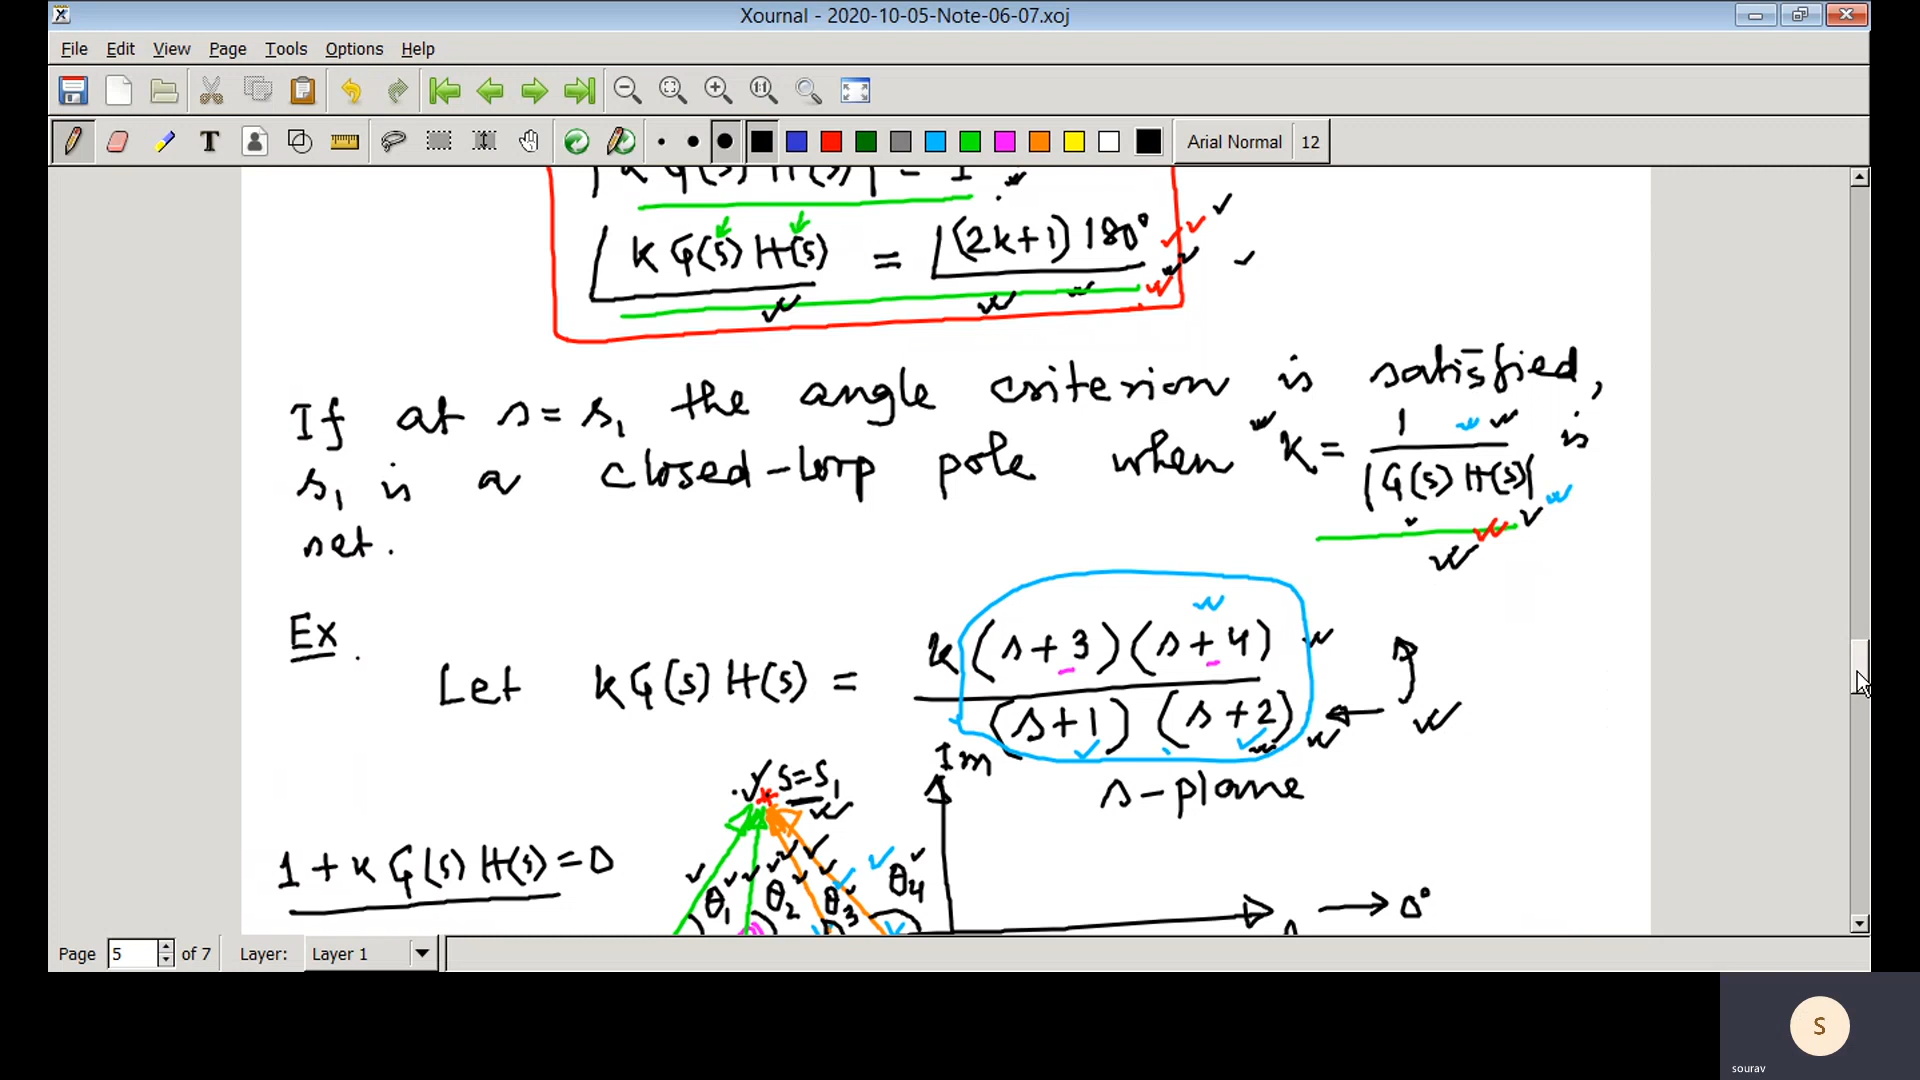 Xournal - 2020-10-05-Note-06-07.xoj
File Edit View Page Tools Options Help
Arial Normal 12
|K G(s) H(s)| = 1
∠K G(s) H(s) = ∠(2k+1) 180°
If at s = s₁ the angle criterion is satisfied,
s₁ is a closed-loop pole when K = 1 / |G(s) H(s)| is
set.
Ex.
Let KG(s) H(s) = K(s+3)(s+4) / (s+1)(s+2)
Im
s-plane
s=s₁
1 + K G(s) H(s) = 0
θ₁ θ₂ θ₃ θ₄
→ 0°
Page 5 of 7 Layer: Layer 1
S
sourav